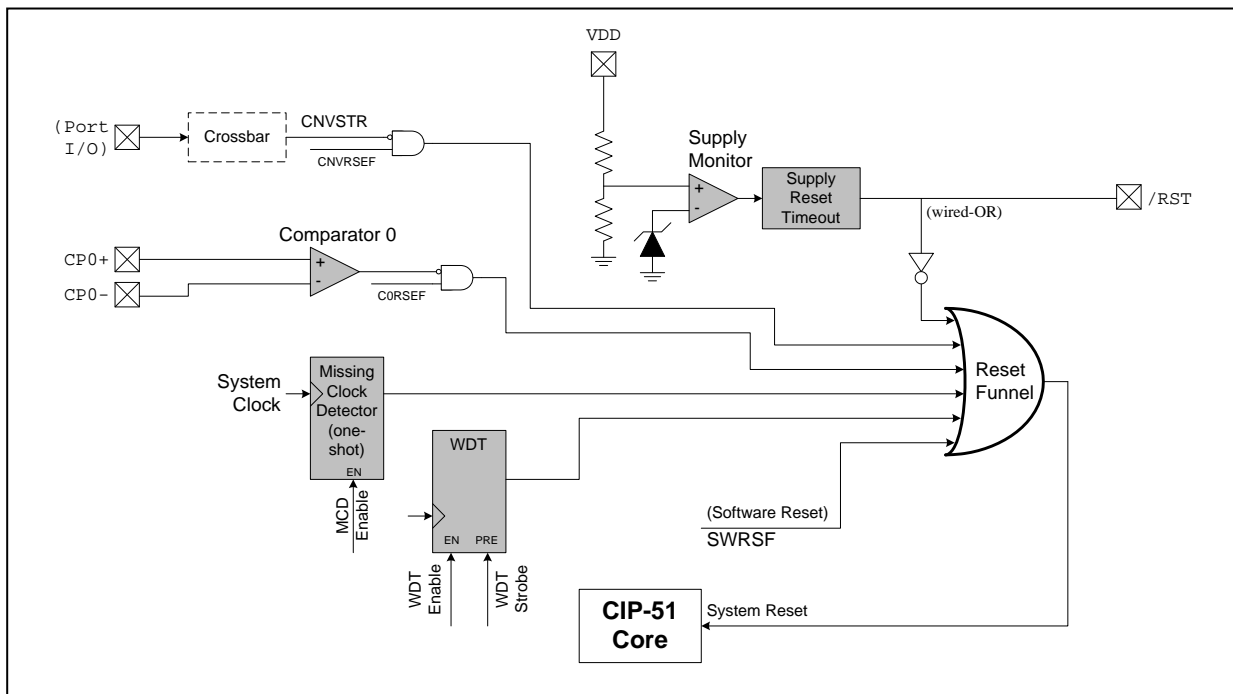 VDD
(Port
I/O)
Crossbar
CNVSTR
CNVRSEF
Supply
Monitor
+
-
Supply
Reset
Timeout
(wired-OR)
/RST
Comparator 0
CP0+
CP0-
+
-
C0RSEF
Reset
Funnel
System
Clock
Missing
Clock
Detector
(one-
shot)
EN
MCD
Enable
WDT
EN PRE
WDT
Enable
WDT
Strobe
(Software Reset)
SWRSF
CIP-51
Core
System Reset